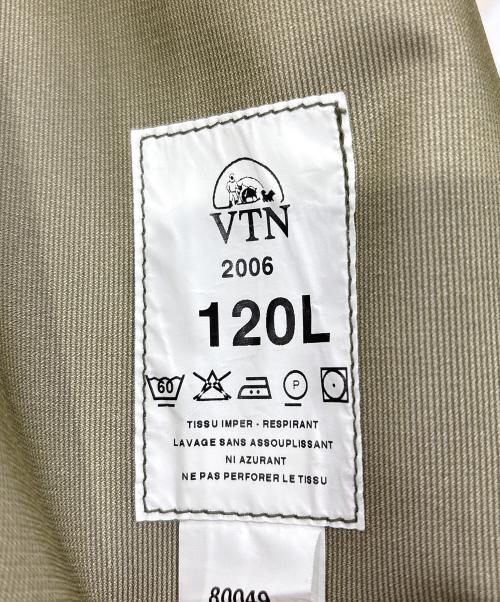 VTN
2006
120L
60 P
TISSU IMPER - RESPIRANT
LAVAGE SANS ASSOUPLISSANT
NI AZURANT
NE PAS PERFORER LE TISSU
80049